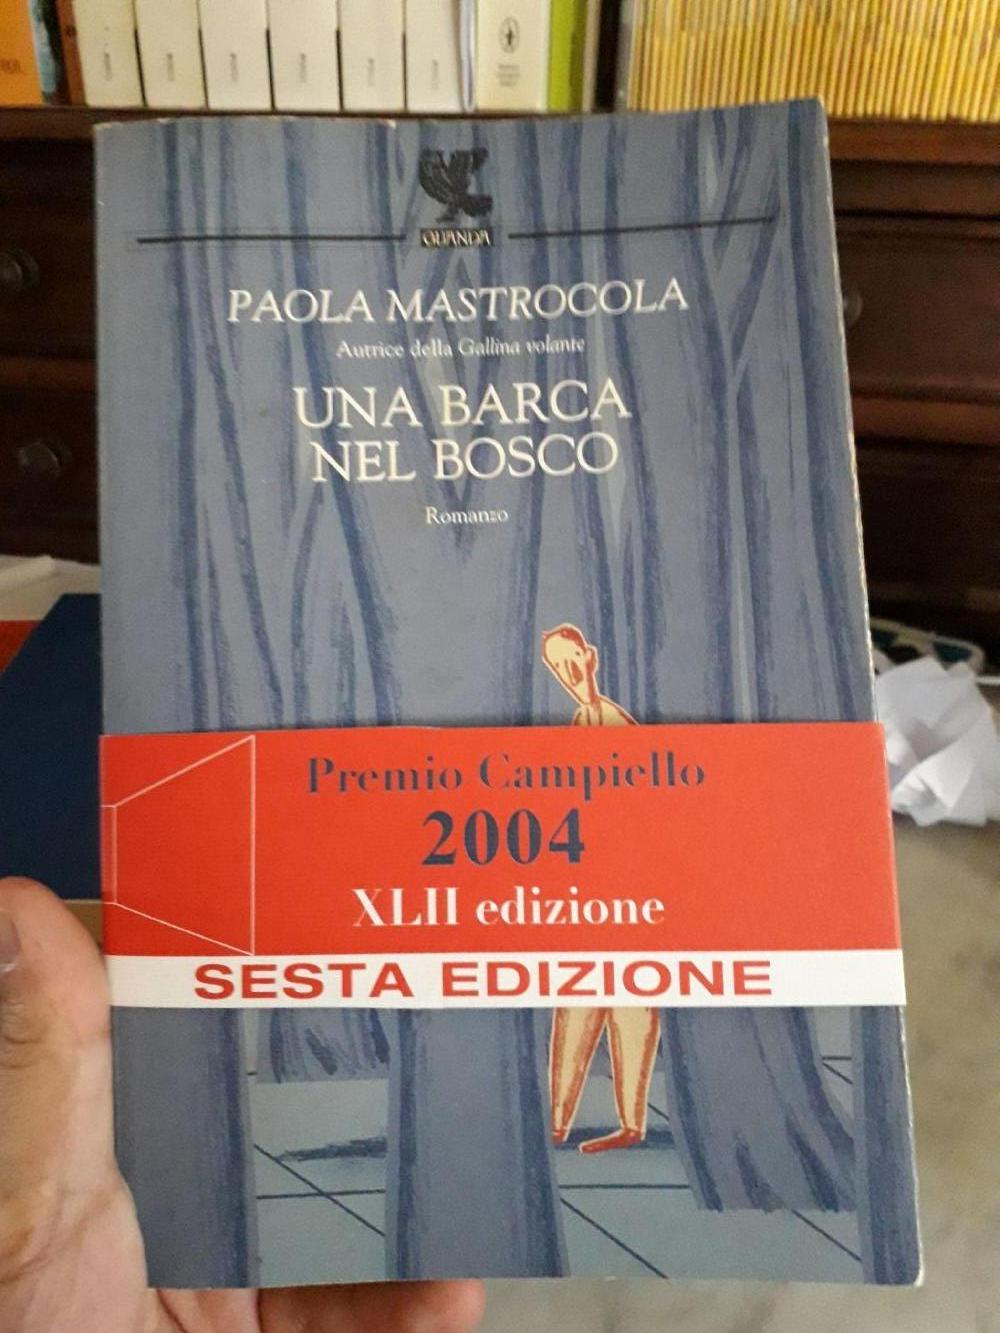 GUANDA
PAOLA MASTROCOLA
Autrice della Gallina volante
UNA BARCA
NEL BOSCO
Romanzo
Premio Campiello
2004
XLII edizione
SESTA EDIZIONE